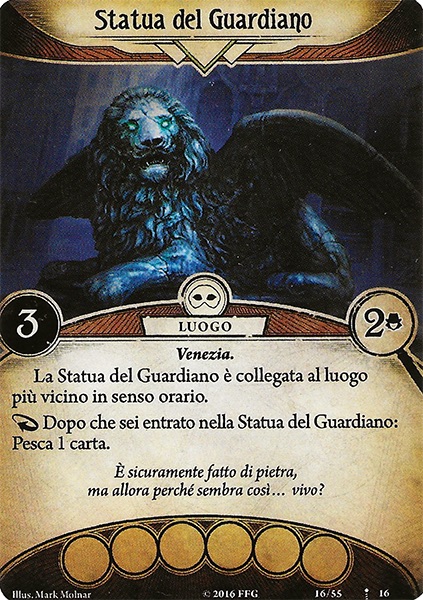 Statua del Guardiano
3
LUOGO
2
Venezia.
La Statua del Guardiano è collegata al luogo
più vicino in senso orario.
Dopo che sei entrato nella Statua del Guardiano:
Pesca 1 carta.
È sicuramente fatto di pietra,
ma allora perché sembra così… vivo?
Illus. Mark Molnar © 2016 FFG 16/55 16